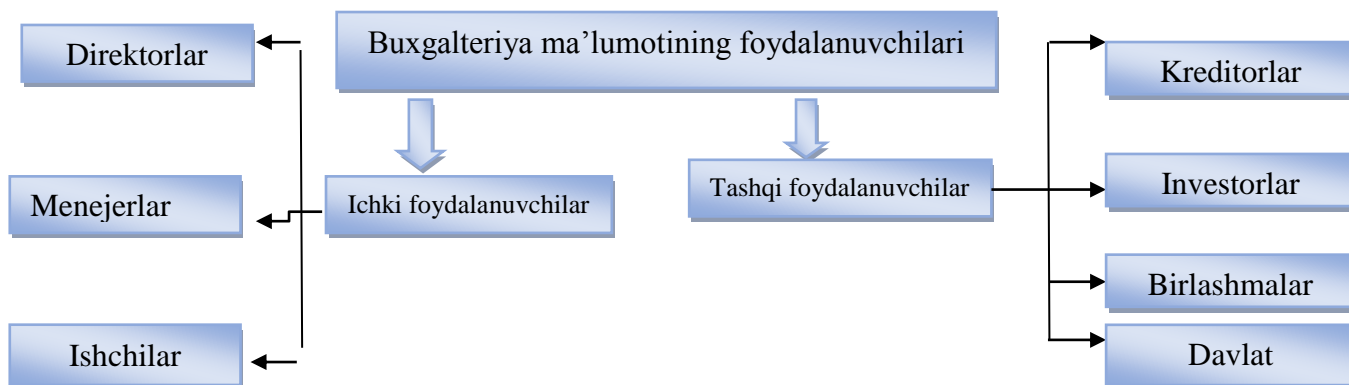 Buxgalteriya ma’lumotining foydalanuvchilari
Direktorlar
Kreditorlar
Ichki foydalanuvchilar
Tashqi foydalanuvchilar
Menejerlar
Investorlar
Birlashmalar
Ishchilar
Davlat